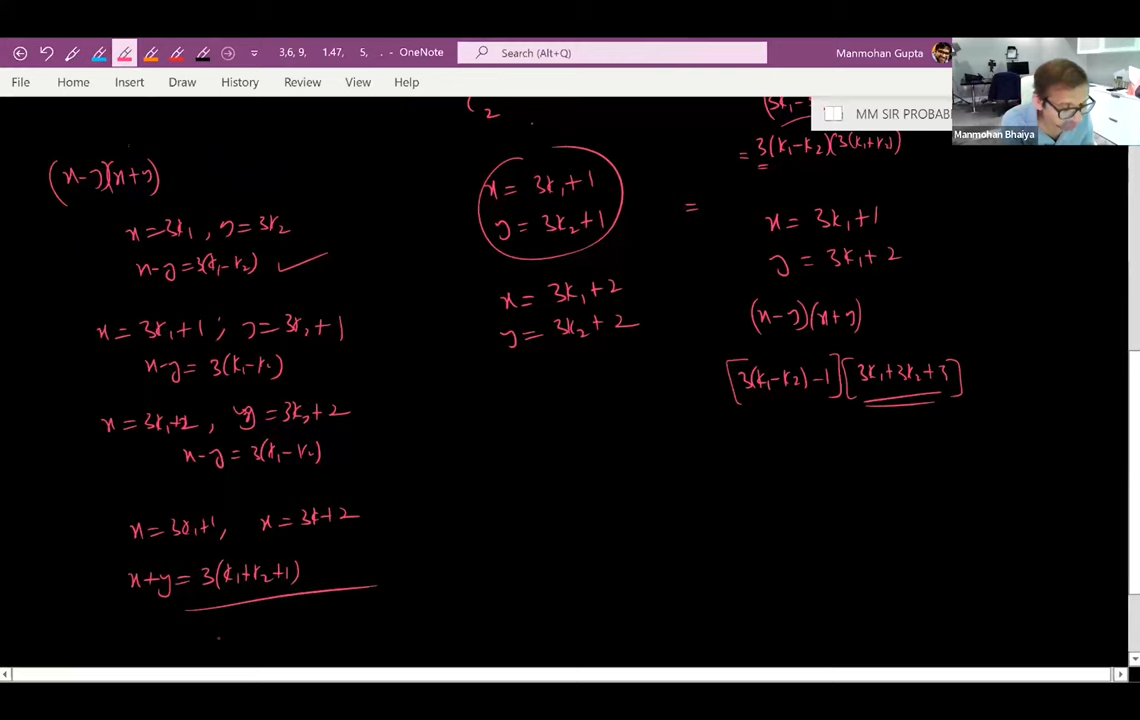 3,6, 9, 1.47, 5, . - OneNote
Search (Alt+Q)
Manmohan Gupta
File Home Insert Draw History Review View Help
MM SIR PROBAB
Manmohan Bhaiya
(x-y)(x+y)
x=3k₁, y=3k₂
x-y=3(k₁-k₂)
x=3k₁+1; y=3k₂+1
x-y=3(k₁-k₂)
x=3k₁+2, y=3k₂+2
x-y=3(k₁-k₂)
x=3k₁+1, x=3k+2
x+y=3(k₁+k₂+1)
2
x=3k₁+1
y=3k₂+1
x=3k₁+2
y=3k₂+2
=3(k₁-k₂)(3(k₁+k₂)
=
x=3k₁+1
y=3k₁+2
(x-y)(x+y)
[3(k₁-k₂)-1][3k₁+3k₂+3]